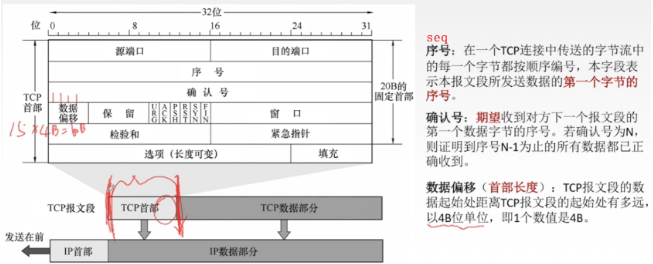 32位
位 0 8 16 24 31
源端口 目的端口
序 号
确 认 号
TCP
首部
20B的
固定首部
1111
数据
偏移
保 留
URG
ACK
PSH
RST
SYN
FIN
窗 口
15×4B=60B
检验和 紧急指针
选项（长度可变） 填充
TCP报文段 TCP首部 TCP数据部分
发送在前
IP首部 IP数据部分
seq
序号：在一个TCP连接中传送的字节流中
的每一个字节都按顺序编号，本字段表
示本报文段所发送数据的第一个字节的
序号。
确认号：期望收到对方下一个报文段的
第一个数据字节的序号。若确认号为N，
则证明到序号N-1为止的所有数据都已正
确收到。
数据偏移（首部长度）：TCP报文段的数
据起始处距离TCP报文段的起始处有多远，
以4B位单位，即1个数值是4B。